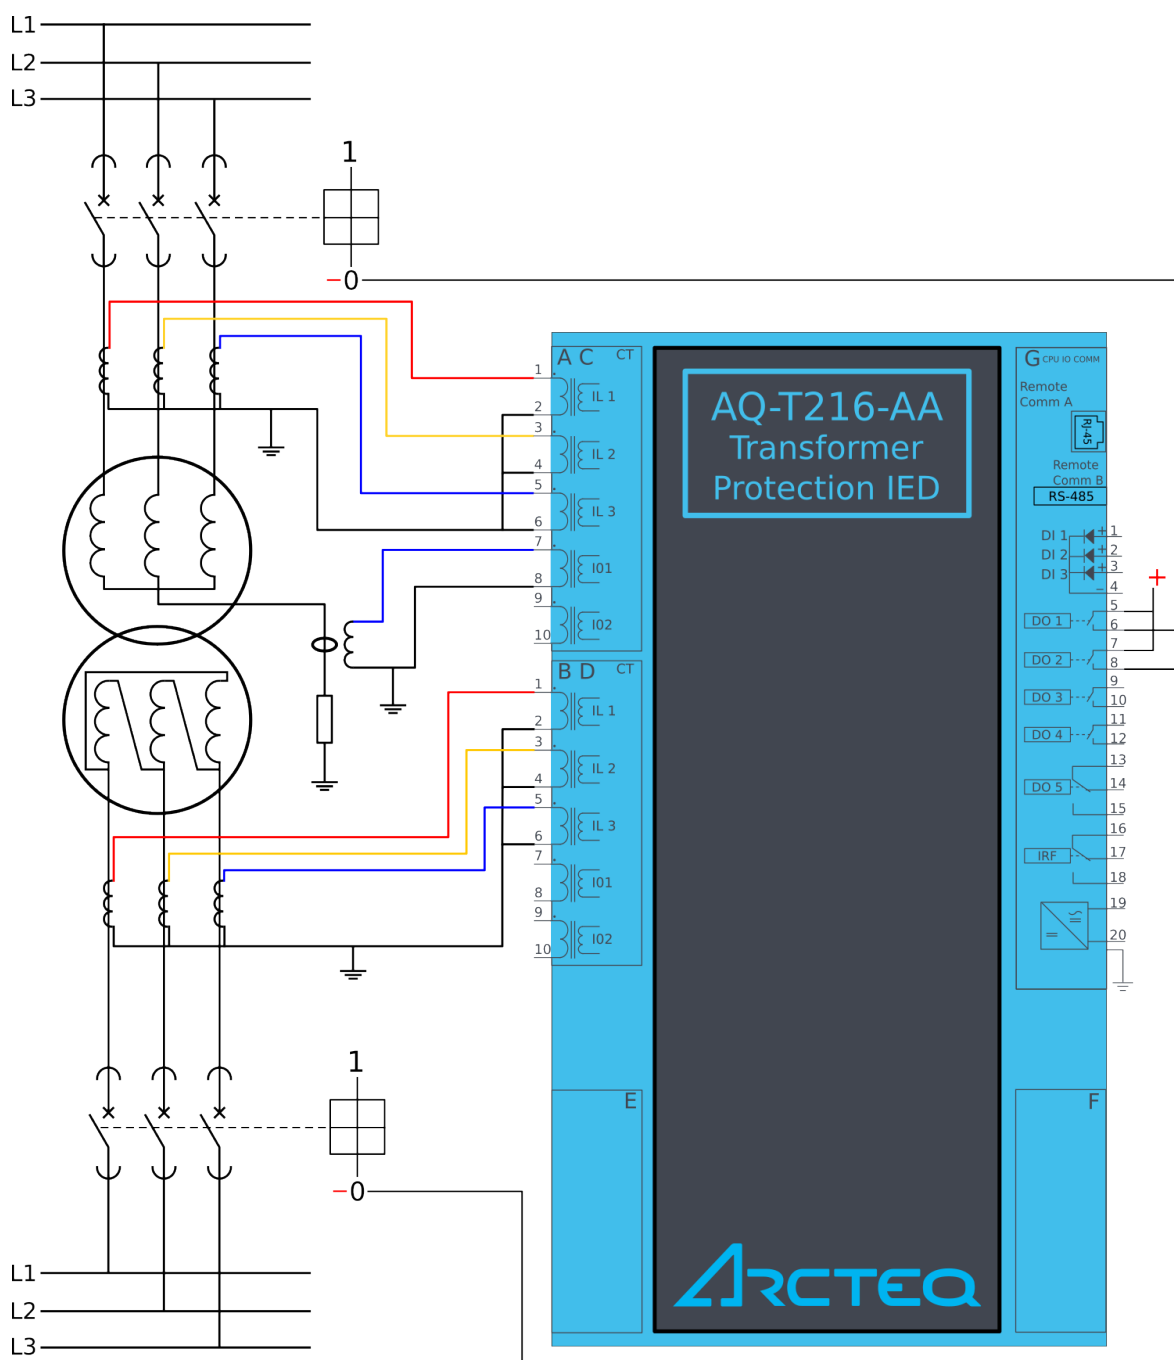 L1
L2
L3
1
−0
A C CT
1
IL 1
2
3
IL 2
4
5
IL 3
6
7
I01
8
9
I02
10
B D CT
1
IL 1
2
3
IL 2
4
5
IL 3
6
7
I01
8
9
I02
10
E
AQ-T216-AA
Transformer
Protection IED
ARCTEQ
G CPU IO COMM
Remote
Comm A
RJ-45
Remote
Comm B
RS-485
DI 1 + 1
DI 2 + 2
DI 3 + 3
− 4
+
5
DO 1 6
7
DO 2 8
9
DO 3 10
11
DO 4 12
13
DO 5 14
15
16
IRF 17
18
19
20
F
1
−0
L1
L2
L3